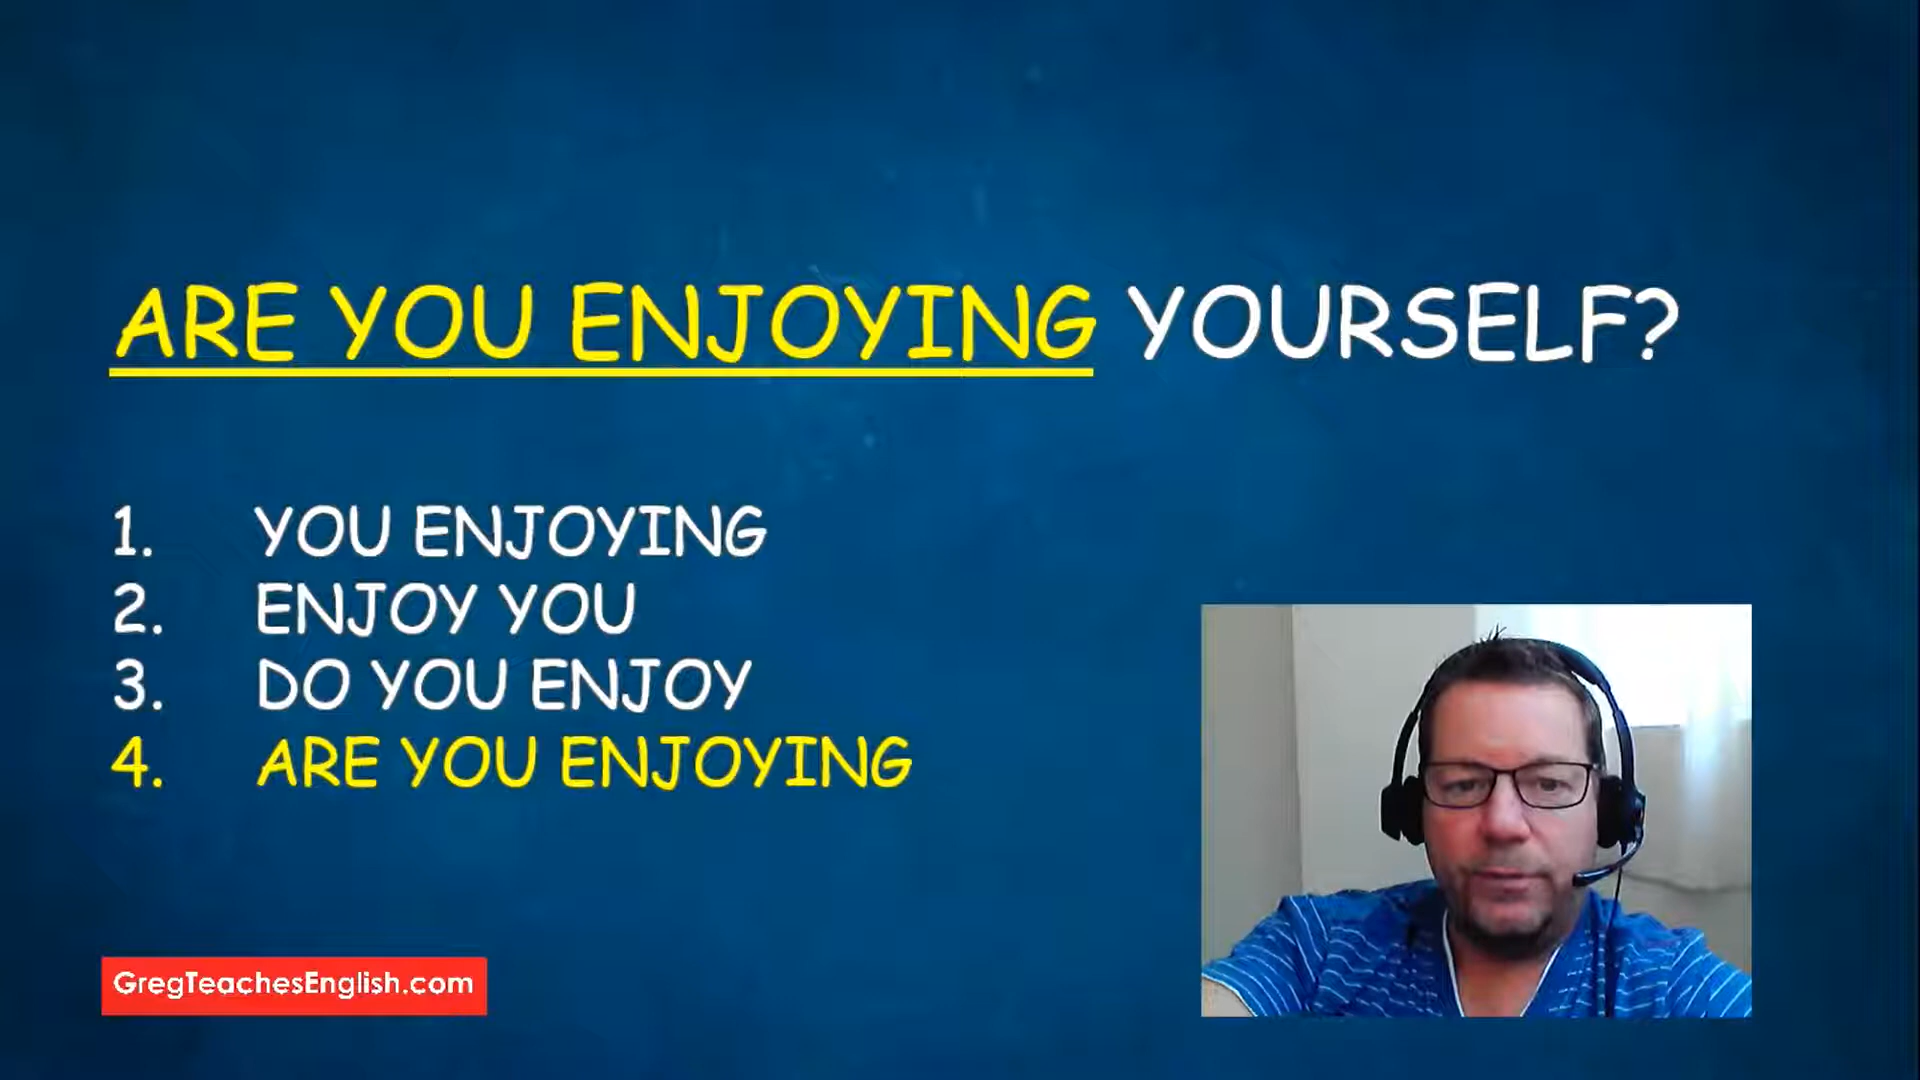 ARE YOU ENJOYING YOURSELF?
1. YOU ENJOYING
2. ENJOY YOU
3. DO YOU ENJOY
4. ARE YOU ENJOYING
GregTeachesEnglish.com